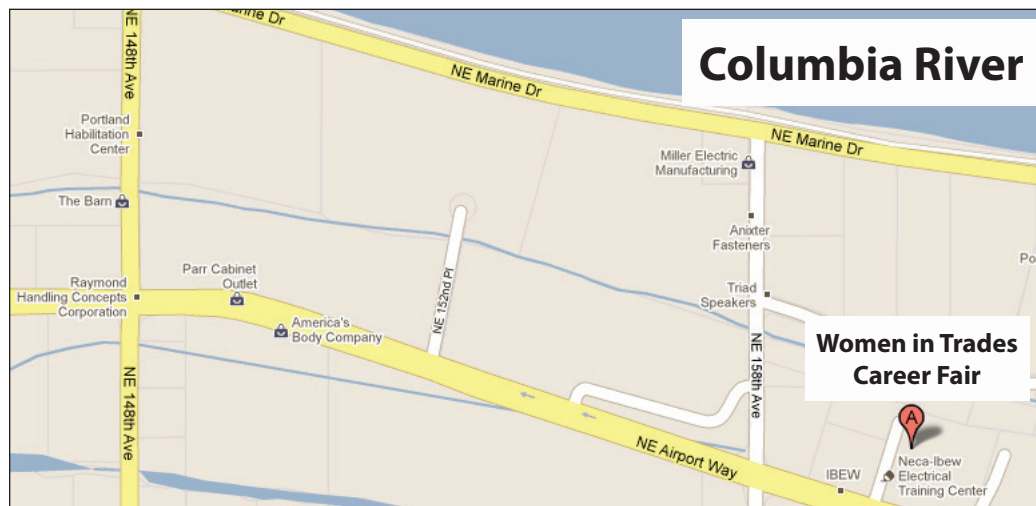 NE 148th Ave
Marine Dr
NE Marine Dr
Columbia River
NE Marine Dr
Portland
Habilitation
Center
Miller Electric
Manufacturing
The Barn
Anixter
Fasteners
Parr Cabinet
Outlet
NE 152nd Pl
Raymond
Handling Concepts
Corporation
Triad
Speakers
America's
Body Company
NE 158th Ave
Women in Trades
Career Fair
NE 148th Ave
A
NE Airport Way
IBEW
Neca-Ibew
Electrical
Training Center